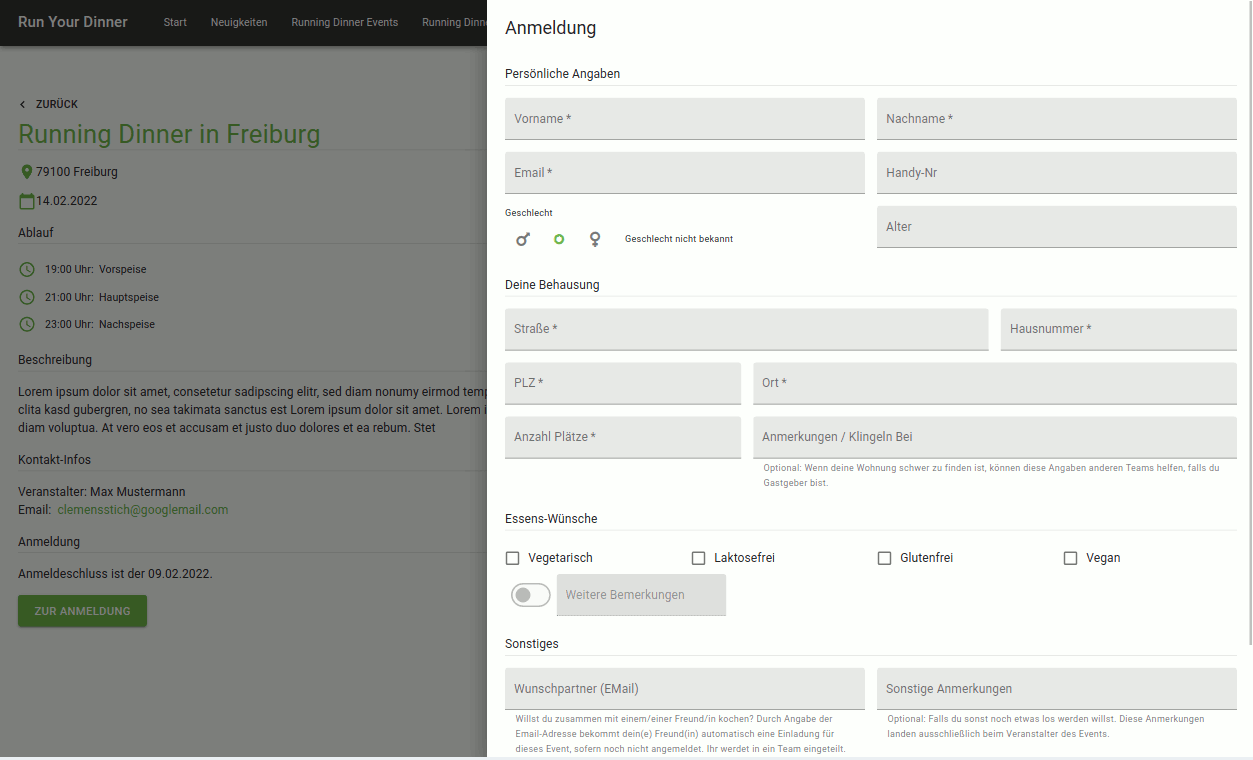 Run Your Dinner Start Neuigkeiten Running Dinner Events
ZURÜCK
Running Dinner in Freiburg
79100 Freiburg
14.02.2022
Ablauf
19:00 Uhr: Vorspeise
21:00 Uhr: Hauptspeise
23:00 Uhr: Nachspeise
Beschreibung
Lorem ipsum dolor sit amet, consetetur sadipscing elitr, sed diam nonumy eirmod
clita kasd gubergren, no sea takimata sanctus est Lorem ipsum dolor sit amet. Lorem
diam voluptua. At vero eos et accusam et justo duo dolores et ea rebum. Stet
Kontakt-Infos
Veranstalter: Max Mustermann
Email: clemensstich@googlemail.com
Anmeldung
Anmeldeschluss ist der 09.02.2022.
ZUR ANMELDUNG
Anmeldung
Persönliche Angaben
Vorname * Nachname *
Email * Handy-Nr
Geschlecht
Geschlecht nicht bekannt
Alter
Deine Behausung
Straße * Hausnummer *
PLZ * Ort *
Anzahl Plätze * Anmerkungen / Klingeln Bei
Optional: Wenn deine Wohnung schwer zu finden ist, können diese Angaben anderen Teams helfen, falls du
Gastgeber bist.
Essens-Wünsche
Vegetarisch Laktosefrei Glutenfrei Vegan
Weitere Bemerkungen
Sonstiges
Wunschpartner (EMail)
Willst du zusammen mit einem/einer Freund/in kochen? Durch Angabe der
Email-Adresse bekommt dein(e) Freund(in) automatisch eine Einladung für
dieses Event, sofern noch nicht angemeldet. Ihr werdet in ein Team eingeteilt.
Sonstige Anmerkungen
Optional: Falls du sonst noch etwas los werden willst. Diese Anmerkungen
landen ausschließlich beim Veranstalter des Events.